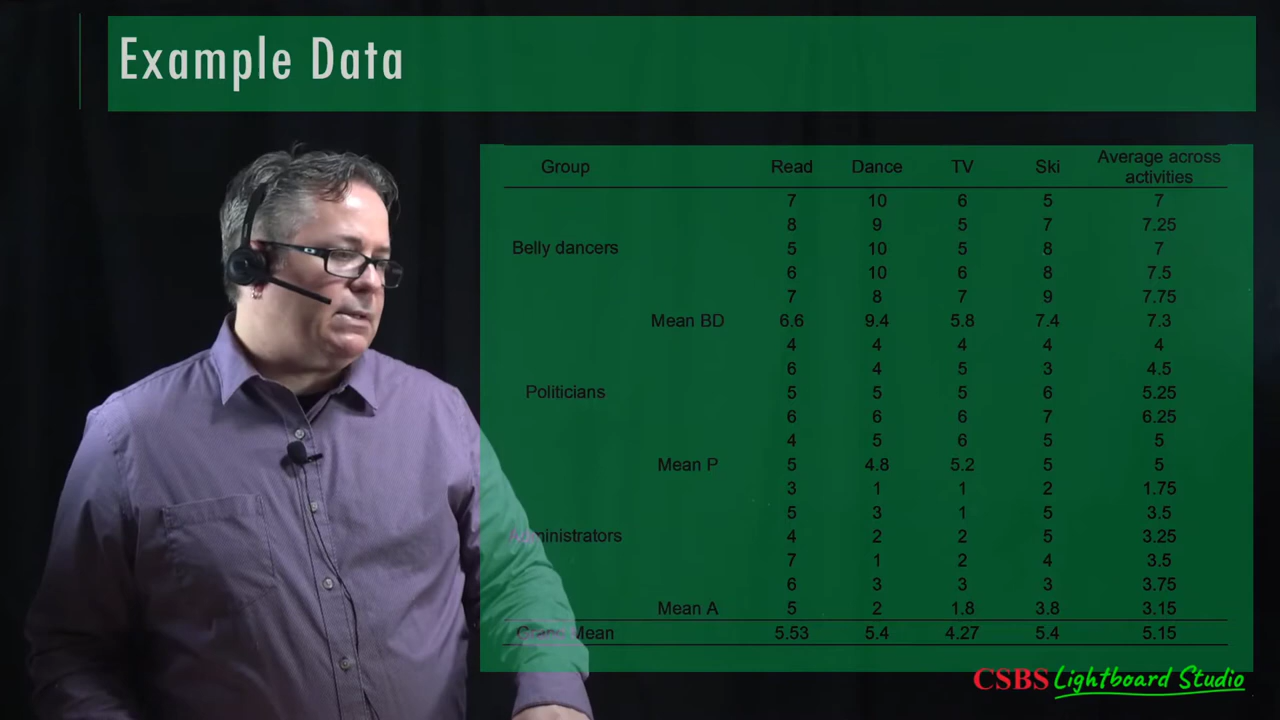 Example Data
Group Read Dance TV Ski Average across activities
7 10 6 5 7
8 9 5 7 7.25
Belly dancers 5 10 5 8 7
6 10 6 8 7.5
7 8 7 9 7.75
Mean BD 6.6 9.4 5.8 7.4 7.3
4 4 4 4 4
6 4 5 3 4.5
Politicians 5 5 5 6 5.25
6 6 6 7 6.25
4 5 6 5 5
Mean P 5 4.8 5.2 5 5
3 1 1 2 1.75
5 3 1 5 3.5
Administrators 4 2 2 5 3.25
7 1 2 4 3.5
6 3 3 3 3.75
Mean A 5 2 1.8 3.8 3.15
Grand Mean 5.53 5.4 4.27 5.4 5.15
CSBS Lightboard Studio